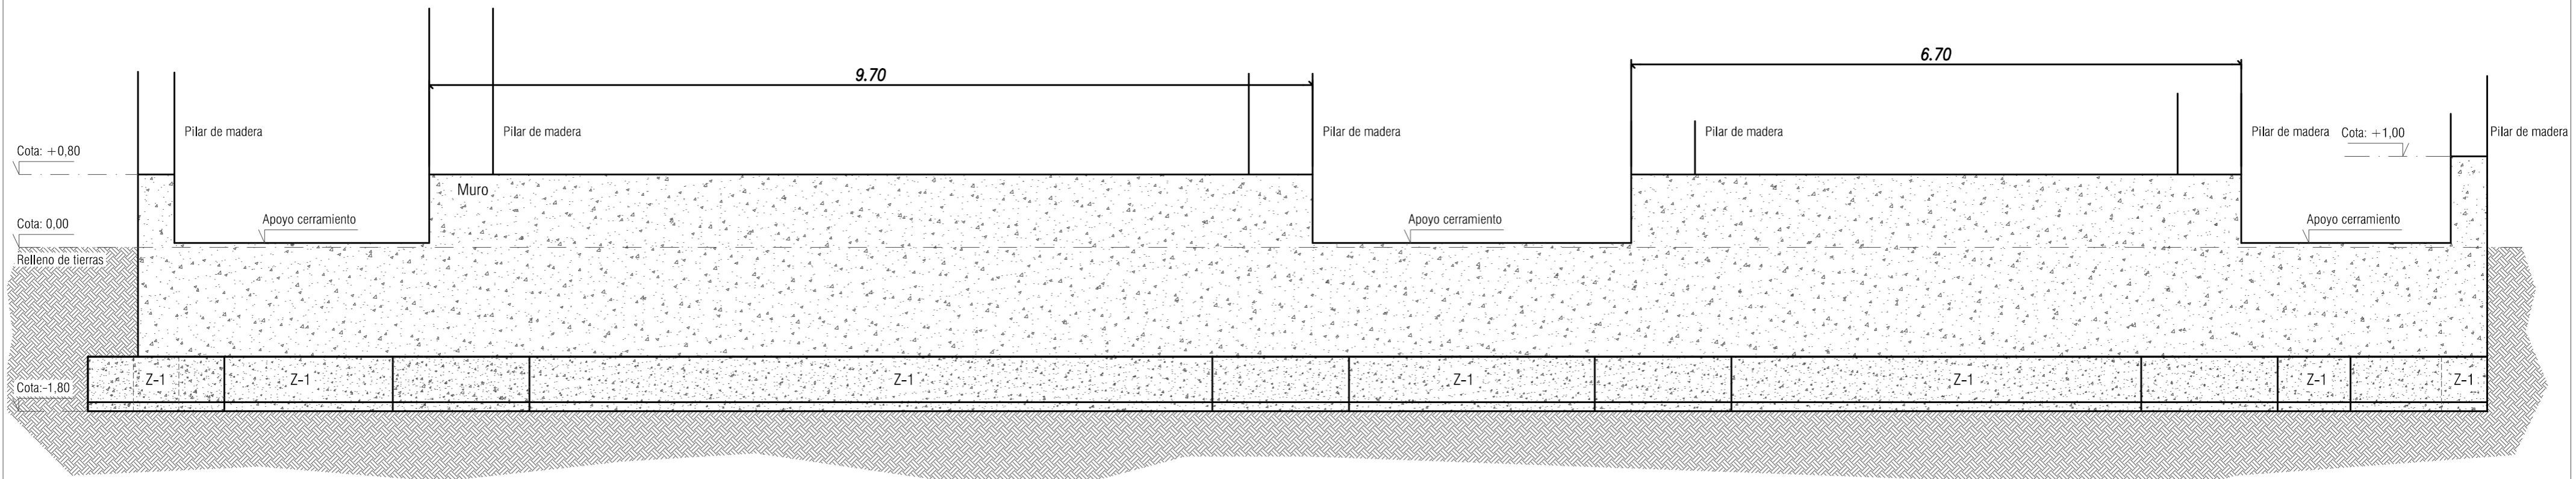 6.70
9.70
Pilar de madera
Pilar de madera
Pilar de madera
Pilar de madera
Pilar de madera
Cota: +1,00
Pilar de madera
Cota: +0,80
Muro
Cota: 0,00
Apoyo cerramiento
Apoyo cerramiento
Apoyo cerramiento
Relleno de tierras
Z-1
Z-1
Z-1
Z-1
Z-1
Z-1
Z-1
Cota:-1,80